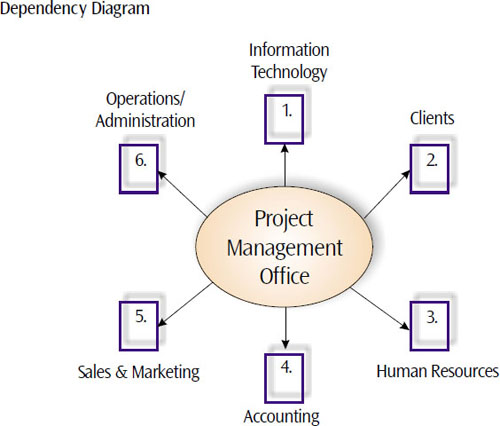 Dependency Diagram
Information
Technology
1.
Operations/
Administration
6.
Clients
2.
Project
Management
Office
5.
Sales & Marketing
3.
Human Resources
4.
Accounting